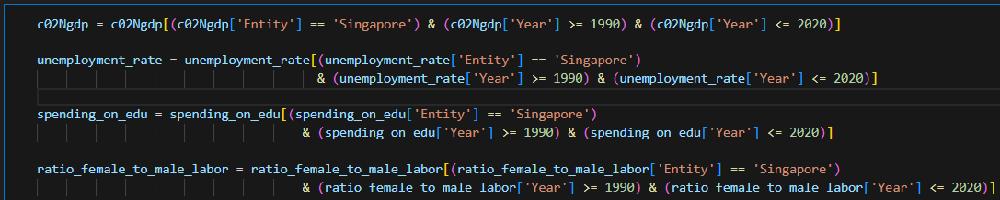 c02Ngdp = c02Ngdp[(c02Ngdp['Entity'] == 'Singapore') & (c02Ngdp['Year'] >= 1990) & (c02Ngdp['Year'] <= 2020)]
unemployment_rate = unemployment_rate[(unemployment_rate['Entity'] == 'Singapore')
& (unemployment_rate['Year'] >= 1990) & (unemployment_rate['Year'] <= 2020)]
spending_on_edu = spending_on_edu[(spending_on_edu['Entity'] == 'Singapore')
& (spending_on_edu['Year'] >= 1990) & (spending_on_edu['Year'] <= 2020)]
ratio_female_to_male_labor = ratio_female_to_male_labor[(ratio_female_to_male_labor['Entity'] == 'Singapore')
& (ratio_female_to_male_labor['Year'] >= 1990) & (ratio_female_to_male_labor['Year'] <= 2020)]